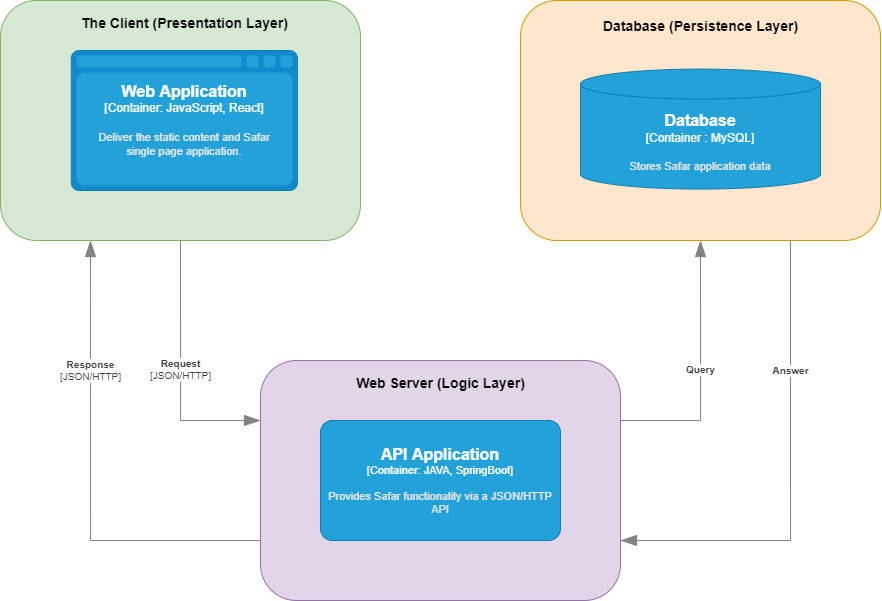 The Client (Presentation Layer)
Web Application
[Container: JavaScript, React]
Deliver the static content and Safar
single page application.
Database (Persistence Layer)
Database
[Container : MySQL]
Stores Safar application data
Response
[JSON/HTTP]
Request
[JSON/HTTP]
Query
Answer
Web Server (Logic Layer)
API Application
[Container: JAVA, SpringBoot]
Provides Safar functionality via a JSON/HTTP
API